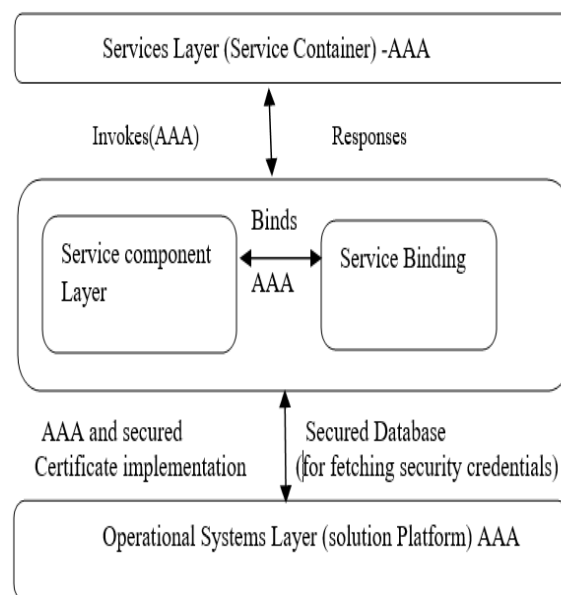 Services Layer (Service Container) -AAA
Invokes(AAA)
Responses
Binds
Service component
Layer
AAA
Service Binding
AAA and secured
Certificate implementation
Secured Database
(for fetching security credentials)
Operational Systems Layer (solution Platform) AAA